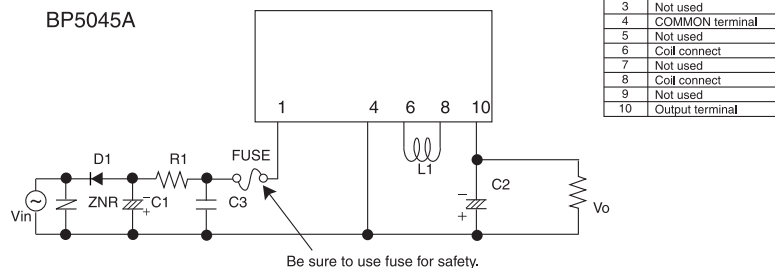 BP5045A
3 Not used
4 COMMON terminal
5 Not used
6 Coil connect
7 Not used
8 Coil connect
9 Not used
10 Output terminal
1 4 6 8 10
L1
D1 R1 FUSE
Vin ZNR - + C1 C3 - + C2 Vo
Be sure to use fuse for safety.